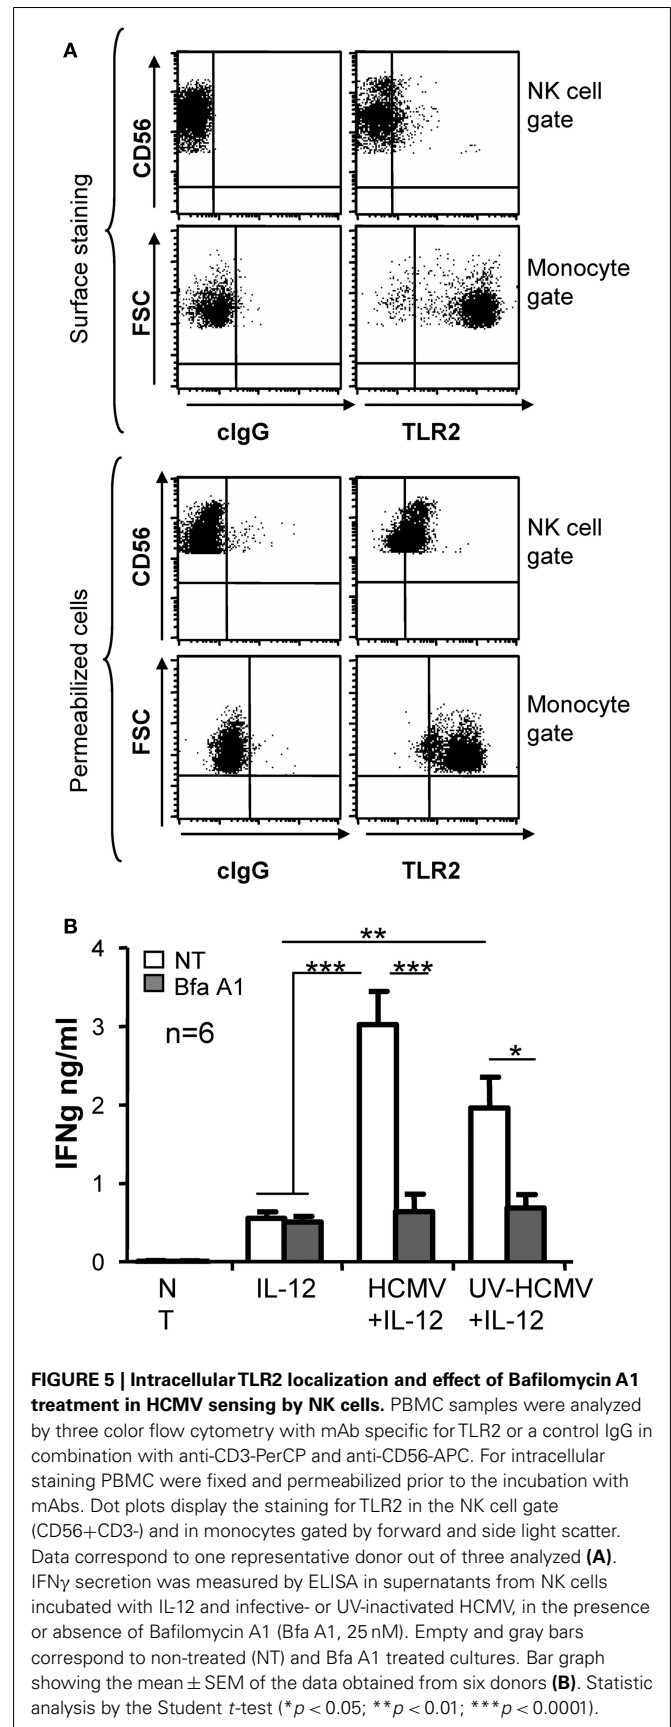 A
Surface staining
CD56
NK cell
gate
FSC
Monocyte
gate
cIgG
TLR2
Permeabilized cells
CD56
NK cell
gate
FSC
Monocyte
gate
cIgG
TLR2
B
**
4
NT
***
***
Bfa A1
n=6
3
*
IFNg ng/ml
2
1
0
N
T
IL-12
HCMV
+IL-12
UV-HCMV
+IL-12
FIGURE 5 | Intracellular TLR2 localization and effect of Bafilomycin A1
treatment in HCMV sensing by NK cells. PBMC samples were analyzed
by three color flow cytometry with mAb specific for TLR2 or a control IgG in
combination with anti-CD3-PerCP and anti-CD56-APC. For intracellular
staining PBMC were fixed and permeabilized prior to the incubation with
mAbs. Dot plots display the staining for TLR2 in the NK cell gate
(CD56+CD3-) and in monocytes gated by forward and side light scatter.
Data correspond to one representative donor out of three analyzed (A).
IFNγ secretion was measured by ELISA in supernatants from NK cells
incubated with IL-12 and infective- or UV-inactivated HCMV, in the presence
or absence of Bafilomycin A1 (Bfa A1, 25 nM). Empty and gray bars
correspond to non-treated (NT) and Bfa A1 treated cultures. Bar graph
showing the mean ± SEM of the data obtained from six donors (B). Statistic
analysis by the Student t-test (*p < 0.05; **p < 0.01; ***p < 0.0001).